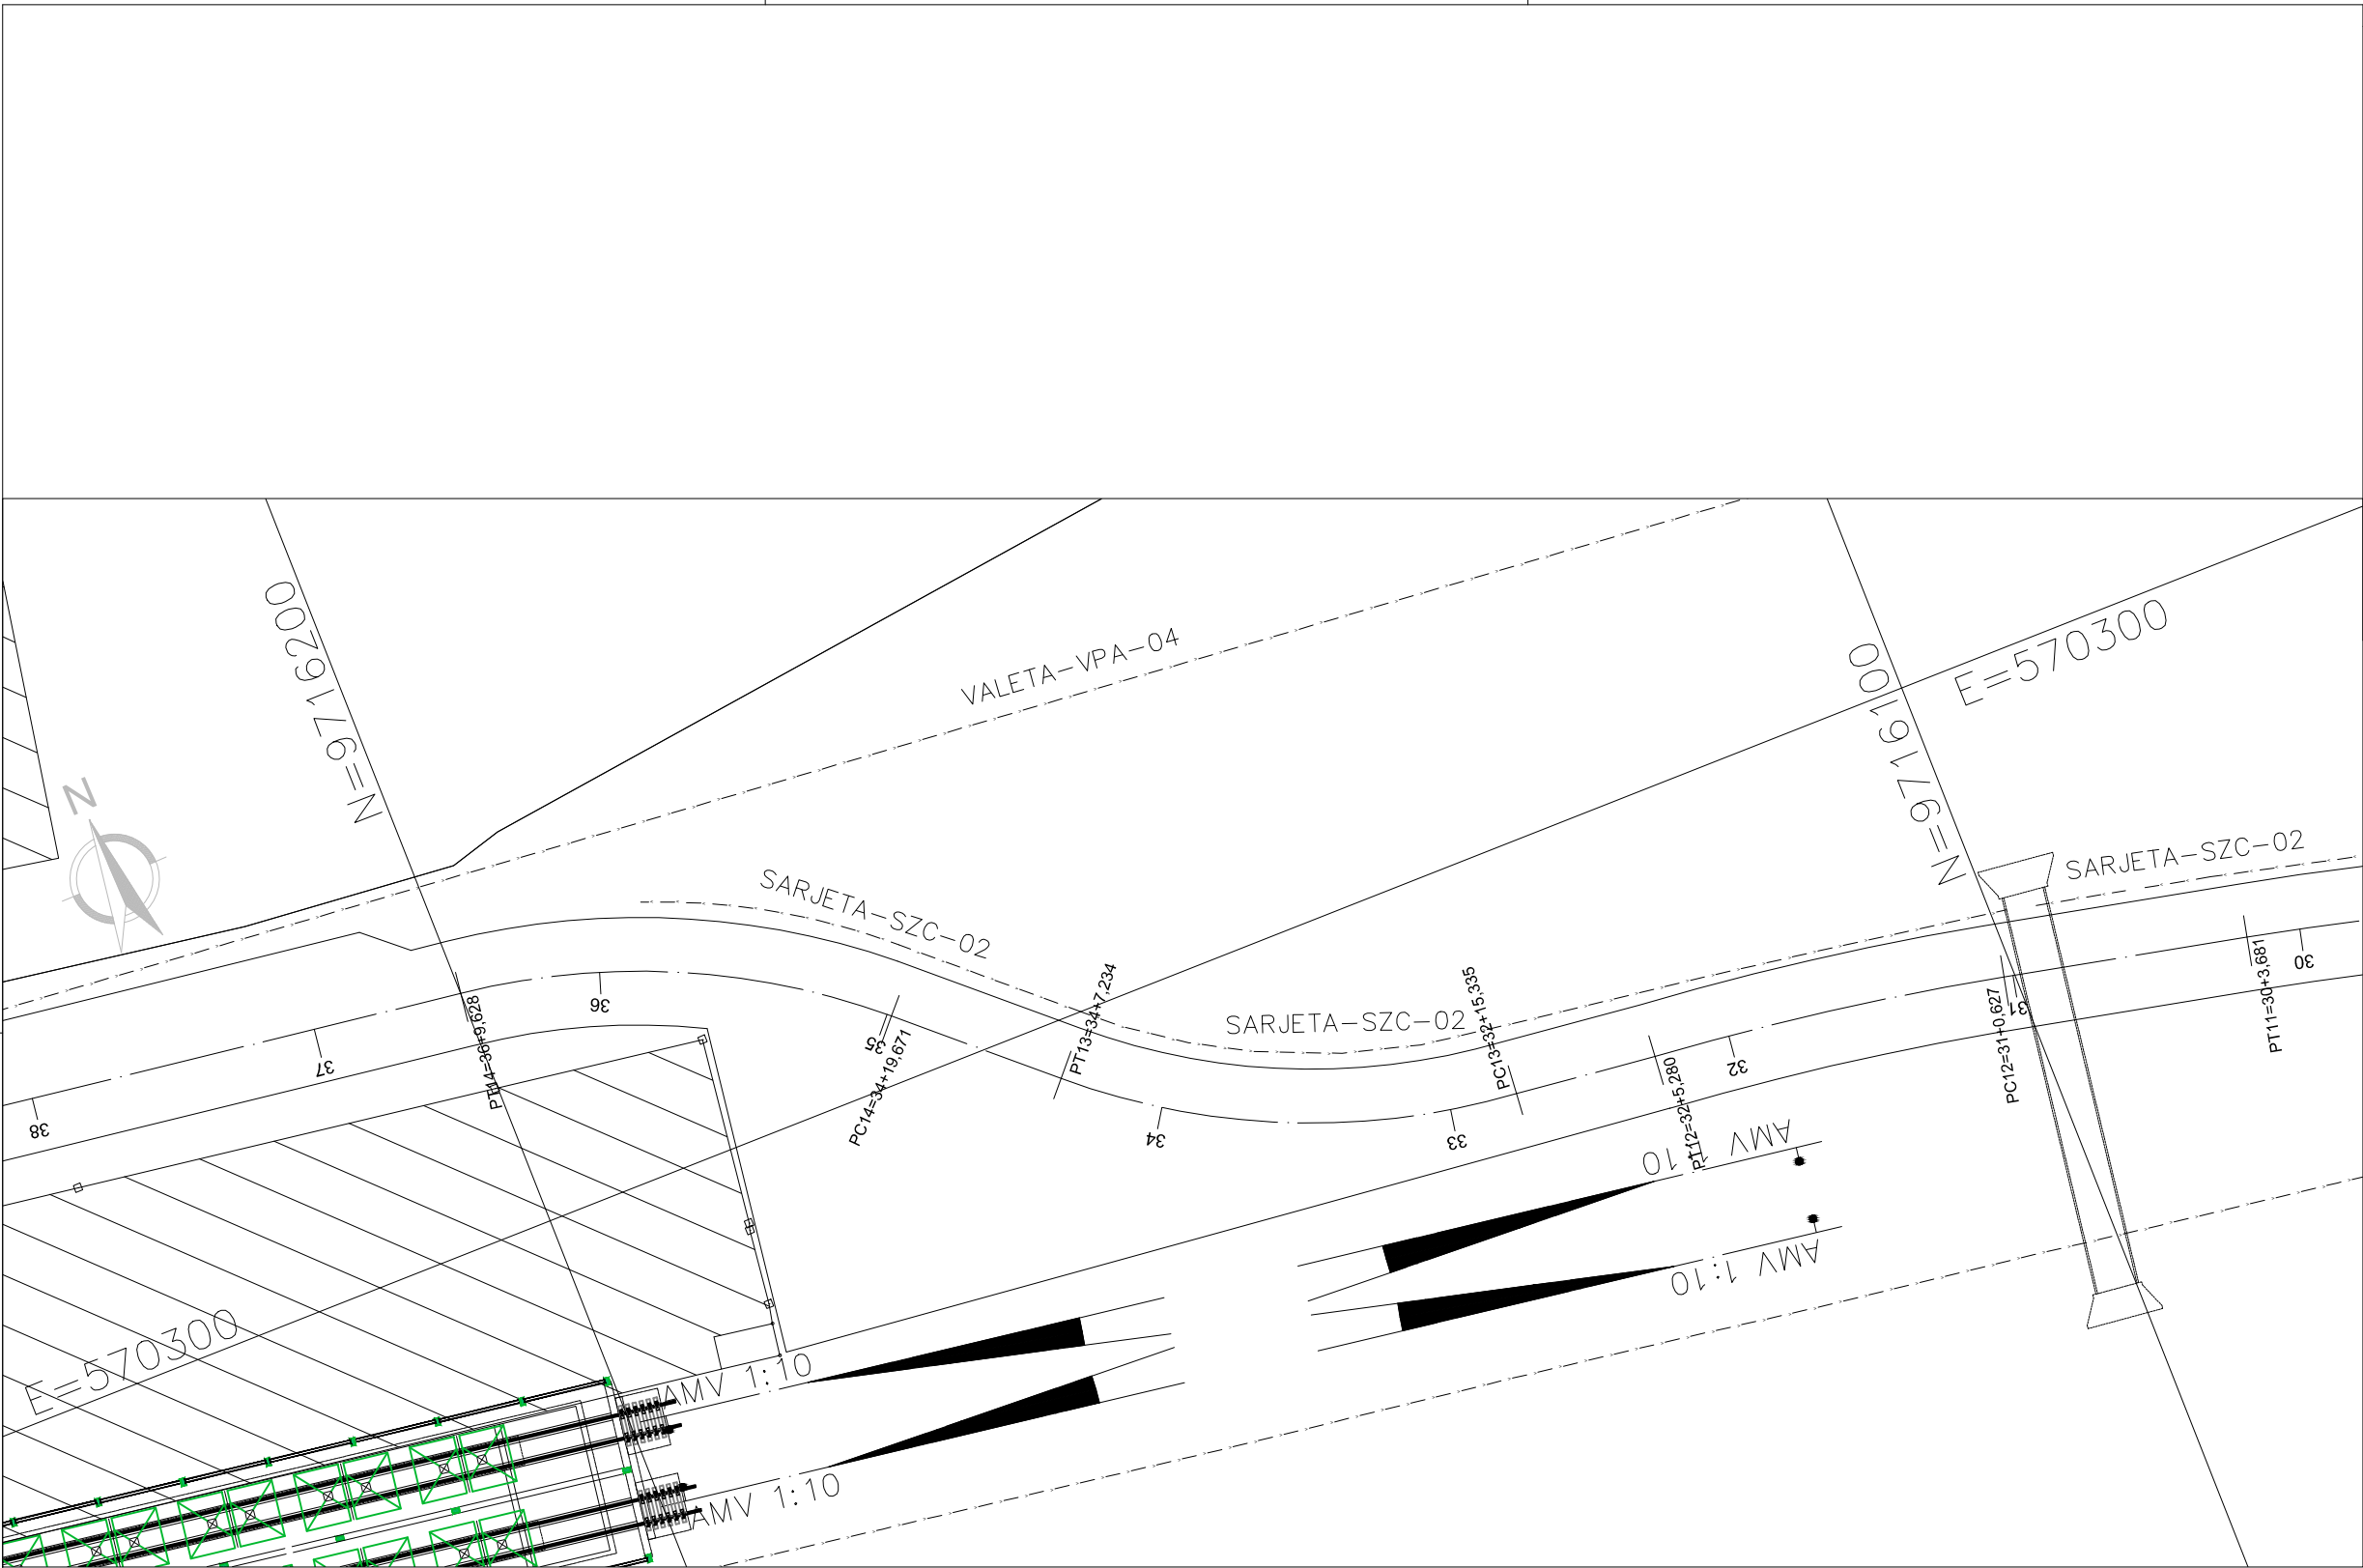 N=9719200
N=9719100
E=570300
VALETA-VPA-04
N
SARJETA-SZC-02
SARJETA-SZC-02
SARJETA-SZC-02
PT14=36+9,628
PC14=34+19,671
PT13=34+7,234
PC13=32+15,335
PT12=32+5,280
PC12=31+0,627
PT11=30+3,681
38
37
36
35
34
33
32
31
30
AMV 1:10
AMV 1:10
E=570300
AMV 1:10
AMV 1:10